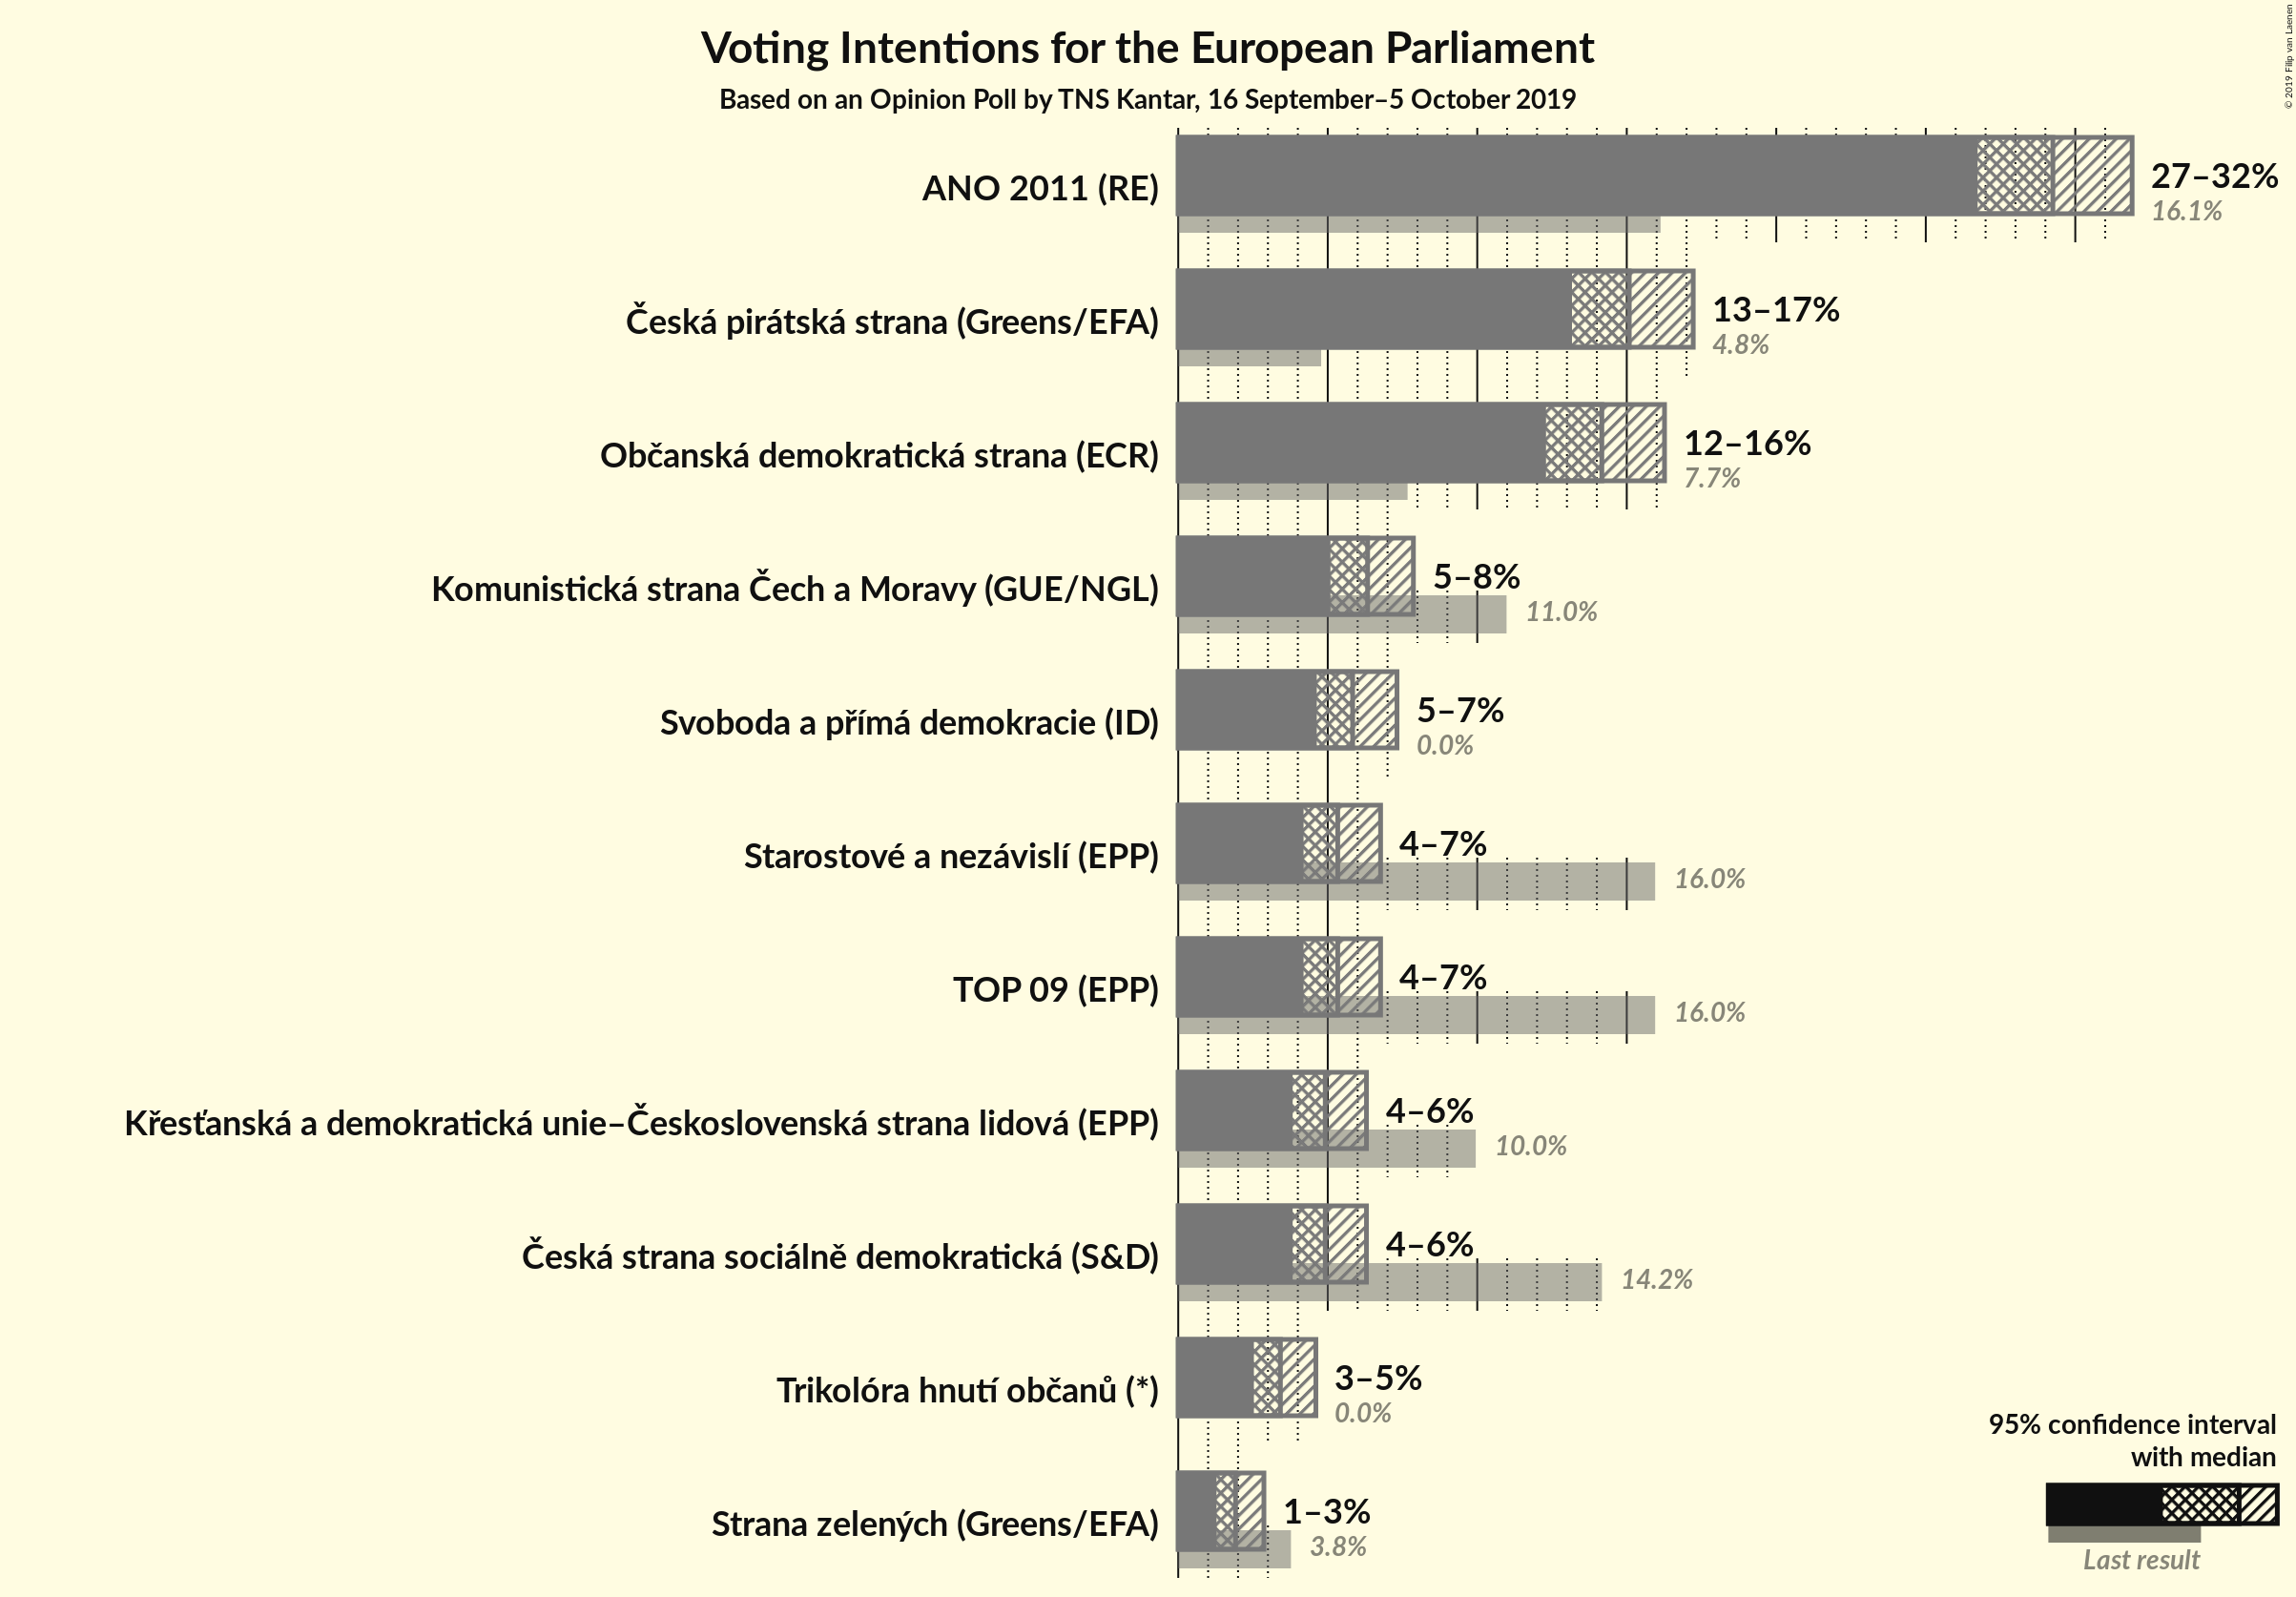 Voting Intentions for the European Parliament
Based on an Opinion Poll by TNS Kantar, 16 September–5 October 2019
© 2019 Filip van Laenen
ANO 2011 (RE)
27–32%
16.1%
Česká pirátská strana (Greens/EFA)
13–17%
4.8%
Občanská demokratická strana (ECR)
12–16%
7.7%
Komunistická strana Čech a Moravy (GUE/NGL)
5–8%
11.0%
Svoboda a přímá demokracie (ID)
5–7%
0.0%
Starostové a nezávislí (EPP)
4–7%
16.0%
TOP 09 (EPP)
4–7%
16.0%
Křesťanská a demokratická unie–Československá strana lidová (EPP)
4–6%
10.0%
Česká strana sociálně demokratická (S&D)
4–6%
14.2%
Trikolóra hnutí občanů (*)
3–5%
0.0%
Strana zelených (Greens/EFA)
1–3%
3.8%
95% confidence interval
with median
Last result